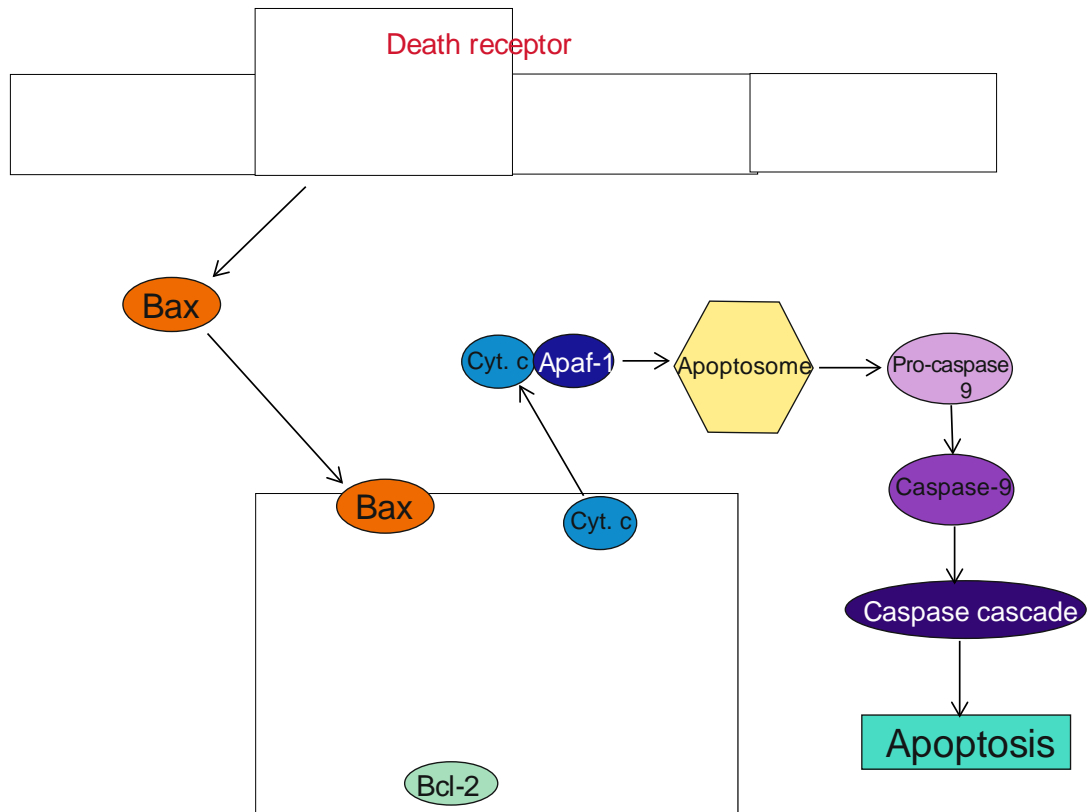 Death receptor
Bax
Cyt. c
Apaf-1
Apoptosome
Pro-caspase
9
Caspase-9
Bax
Cyt. c
Caspase cascade
Apoptosis
Bcl-2